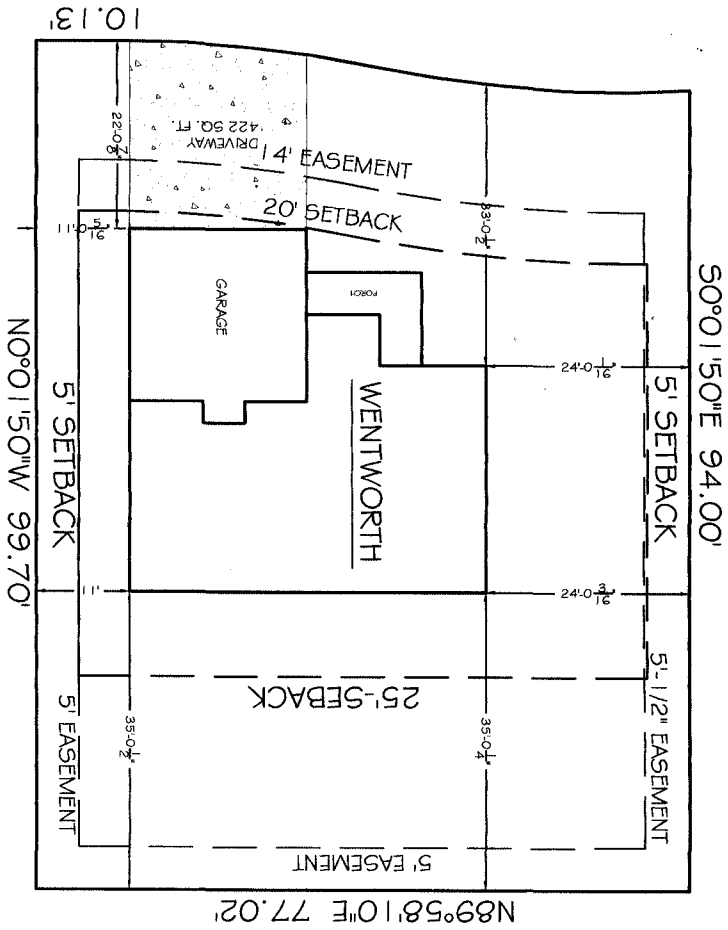 10.13'
22'-0 7/8"
DRIVEWAY
422 SQ. FT.
14' EASEMENT
20' SETBACK
33'-0 1/2"
11'-0 5/16"
GARAGE
PORCH
24'-0 1/16"
S0°01'50"E 94.00'
N0°01'50"W 99.70'
5' SETBACK
WENTWORTH
5' SETBACK
11'
24'-0 3/16"
25'-SEBACK
5' EASEMENT
35'-0 1/2"
35'-0 1/4"
5'-1/2" EASEMENT
5' EASEMENT
N89°58'10"E 77.02'